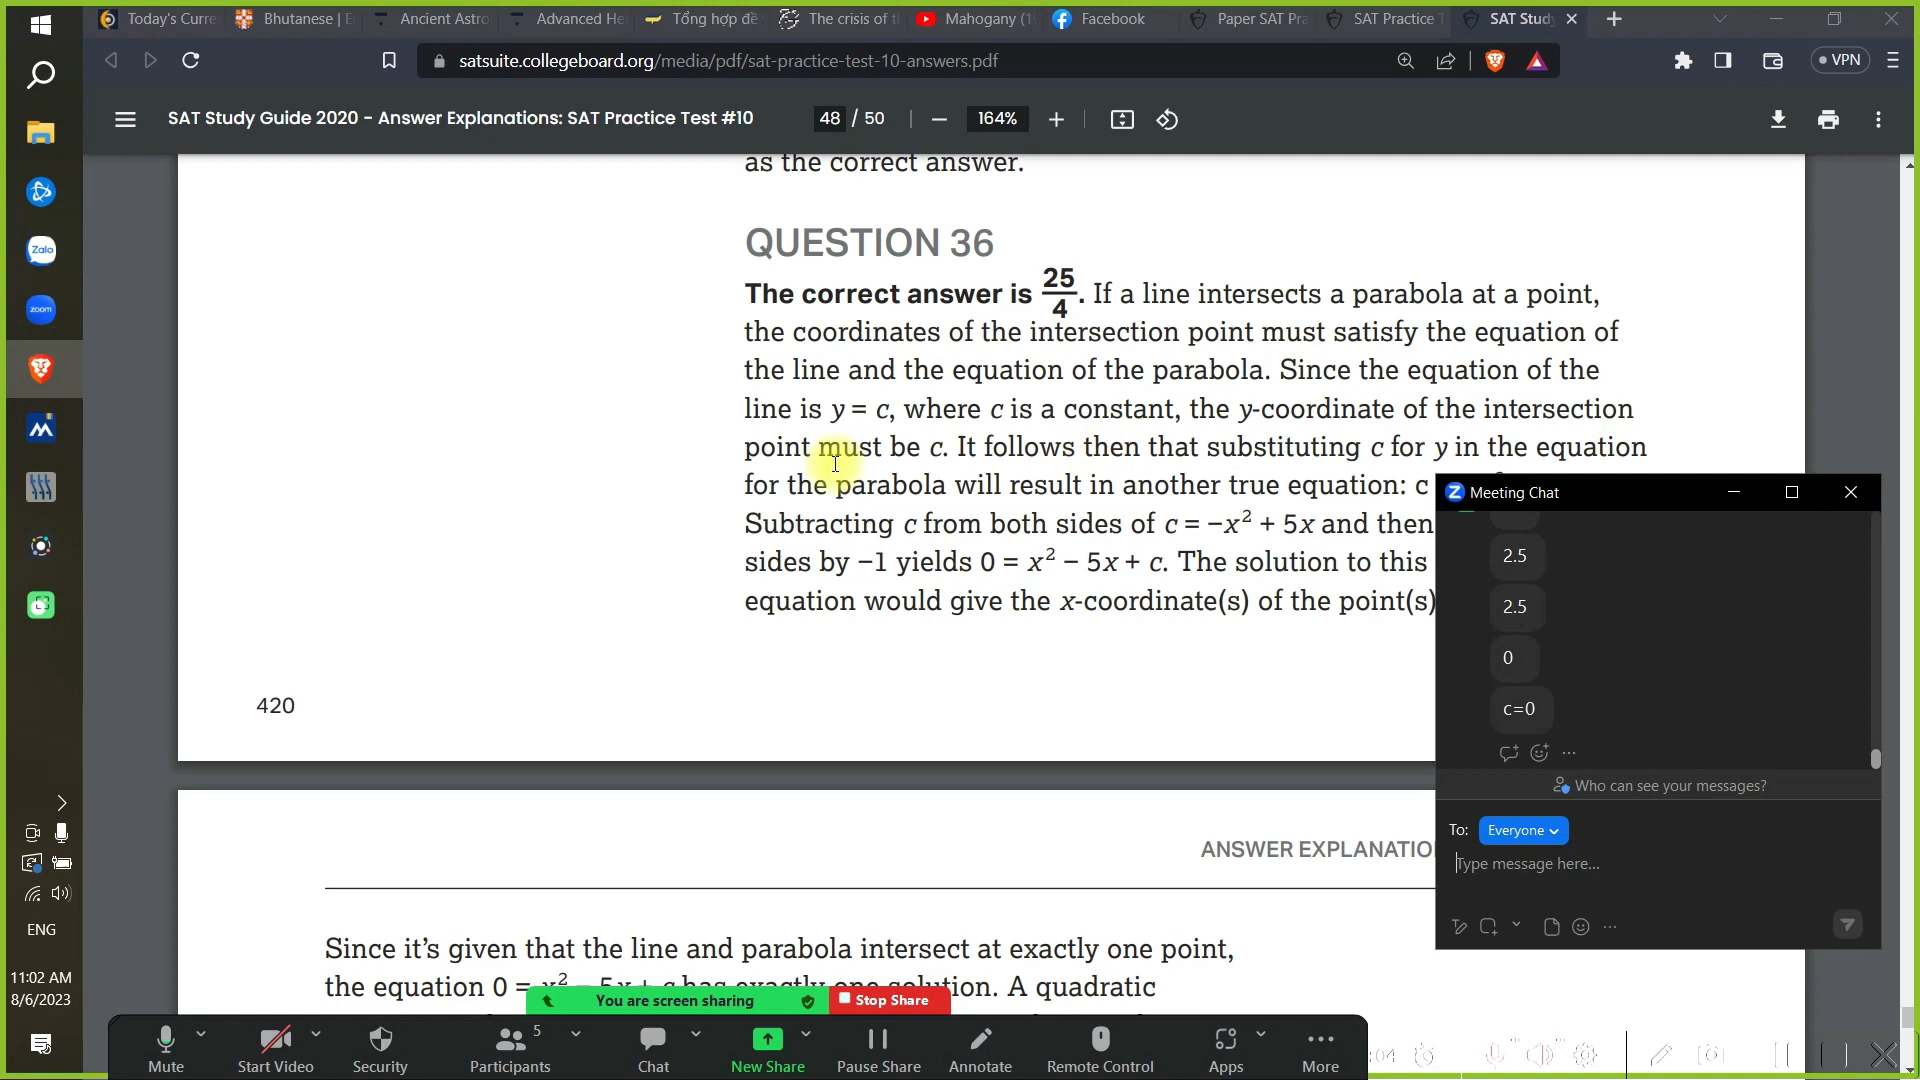 Today's Curre
Bhutanese | E
Ancient Astro
Advanced He
Tổng hợp đề
The crisis of t
Mahogany (1
Facebook
Paper SAT Pra
SAT Practice T
SAT Study
satsuite.collegeboard.org/media/pdf/sat-practice-test-10-answers.pdf
VPN
SAT Study Guide 2020 - Answer Explanations: SAT Practice Test #10
48 / 50
164%
as the correct answer.
QUESTION 36
The correct answer is 25/4. If a line intersects a parabola at a point,
the coordinates of the intersection point must satisfy the equation of
the line and the equation of the parabola. Since the equation of the
line is y = c, where c is a constant, the y-coordinate of the intersection
point must be c. It follows then that substituting c for y in the equation
for the parabola will result in another true equation: c
Subtracting c from both sides of c = −x² + 5x and then
sides by −1 yields 0 = x² − 5x + c. The solution to this
equation would give the x-coordinate(s) of the point(s)
420
ANSWER EXPLANATIO
Since it's given that the line and parabola intersect at exactly one point,
the equation 0 = x² − 5x + c has exactly one solution. A quadratic
Meeting Chat
2.5
2.5
0
c=0
Who can see your messages?
To: Everyone
Type message here...
You are screen sharing
Stop Share
Mute
Start Video
Security
5
Participants
Chat
New Share
Pause Share
Annotate
Remote Control
Apps
More
:04
Zalo
zoom
ENG
11:02 AM
8/6/2023